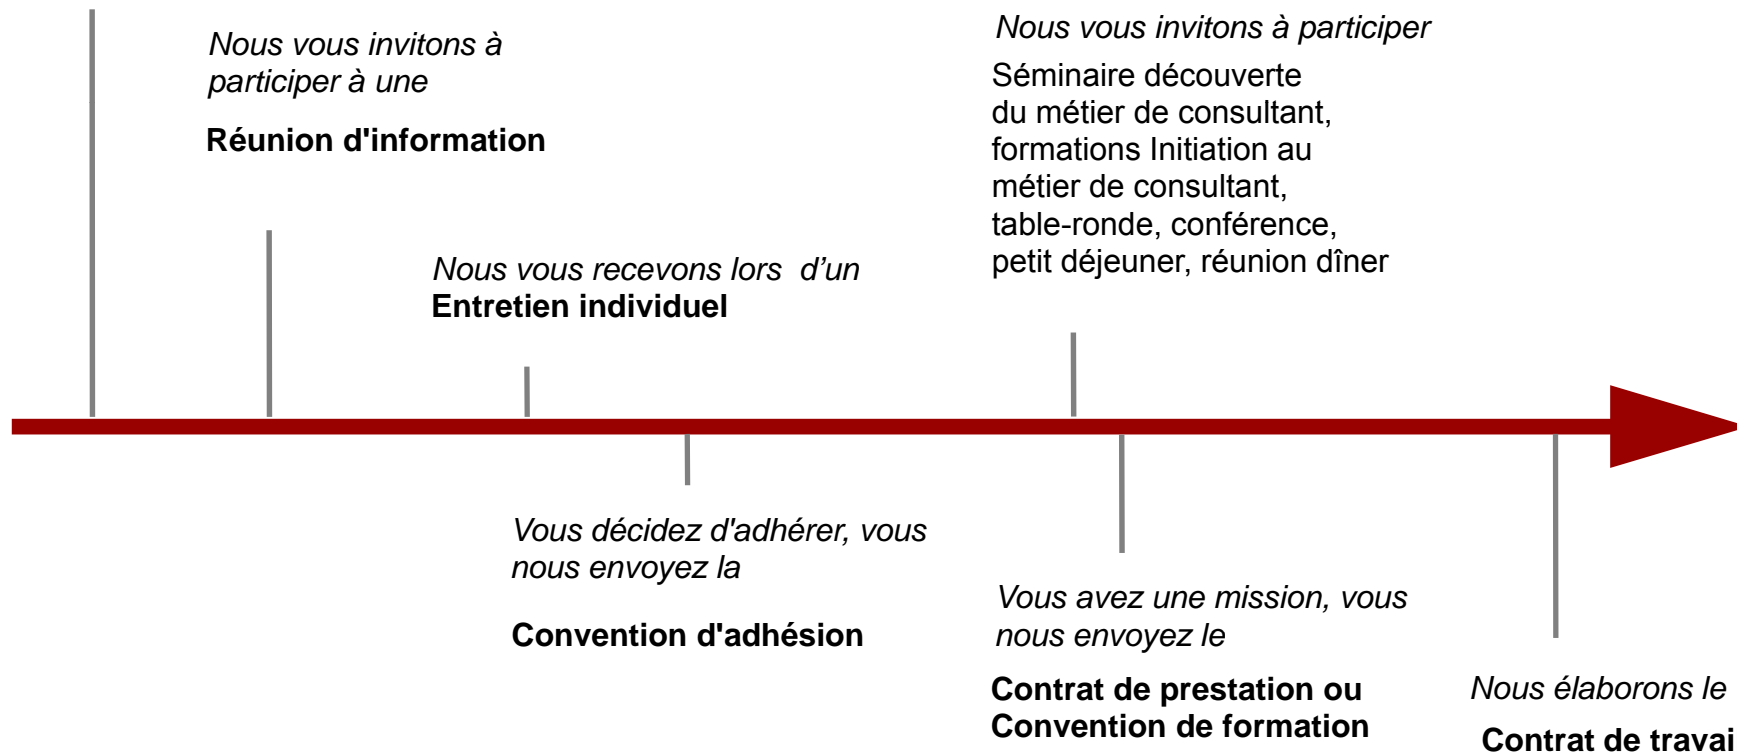 Nous vous invitons à
participer à une
Réunion d'information
Nous vous recevons lors d’un
Entretien individuel
Nous vous invitons à participer
Séminaire découverte
du métier de consultant,
formations Initiation au
métier de consultant,
table-ronde, conférence,
petit déjeuner, réunion dîner
Vous décidez d'adhérer, vous
nous envoyez la
Convention d'adhésion
Vous avez une mission, vous
nous envoyez le
Contrat de prestation ou
Convention de formation
Nous élaborons le
Contrat de travai